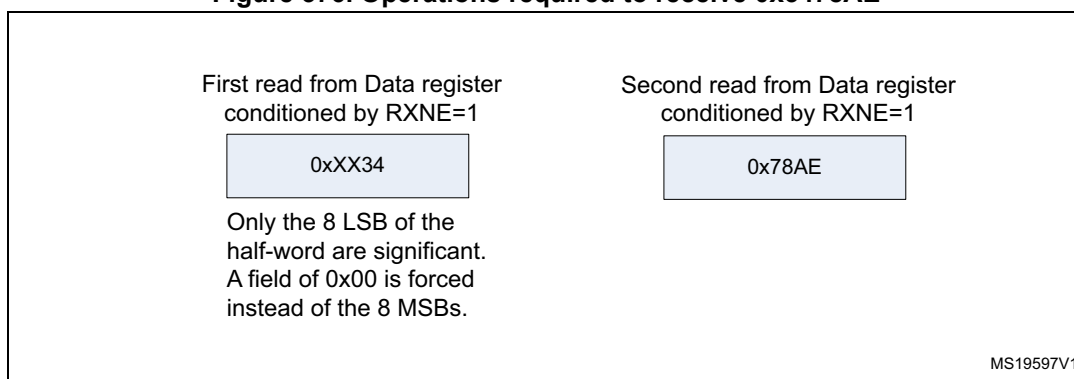 First read from Data register
conditioned by RXNE=1
0xXX34
Only the 8 LSB of the
half-word are significant.
A field of 0x00 is forced
instead of the 8 MSBs.
Second read from Data register
conditioned by RXNE=1
0x78AE
MS19597V1